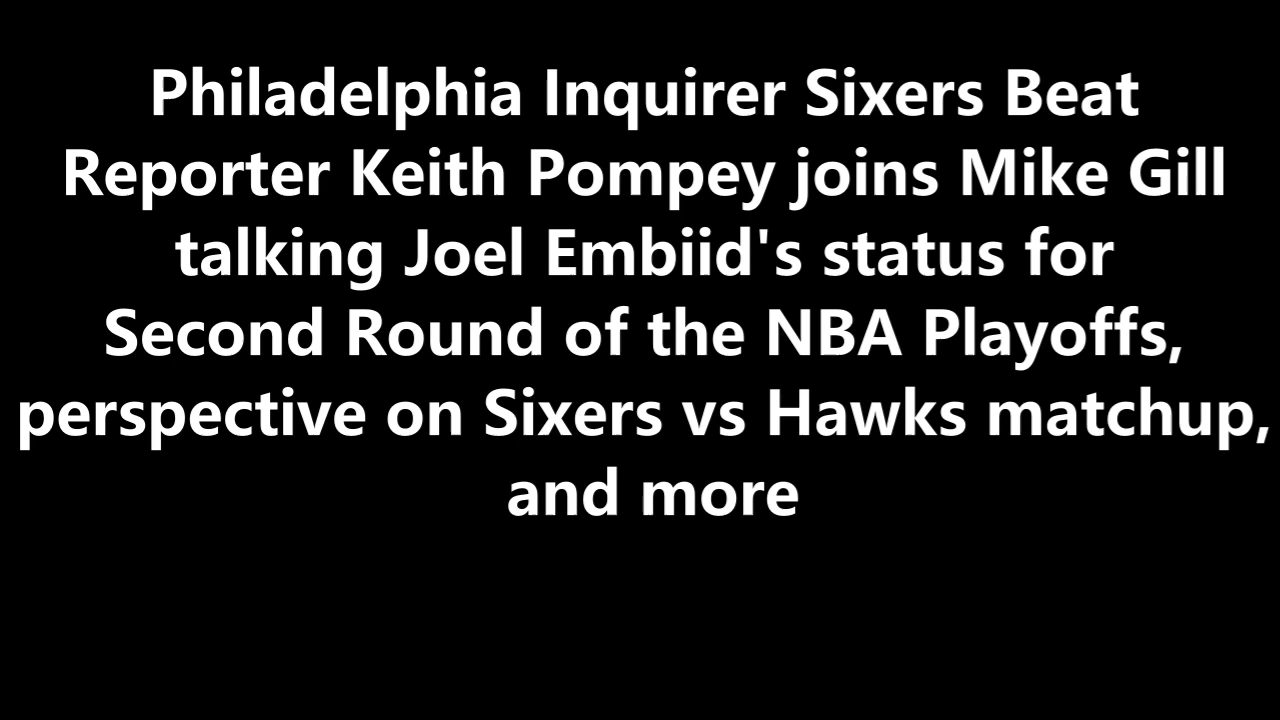 Philadelphia Inquirer Sixers Beat
Reporter Keith Pompey joins Mike Gill
talking Joel Embiid's status for
Second Round of the NBA Playoffs,
perspective on Sixers vs Hawks matchup,
and more